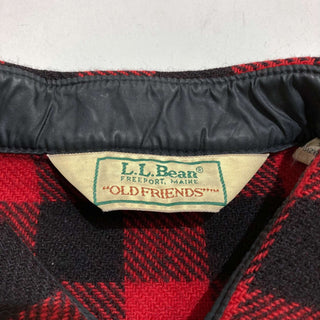 L.L.Bean®
FREEPORT, MAINE
"OLD FRIENDS"™